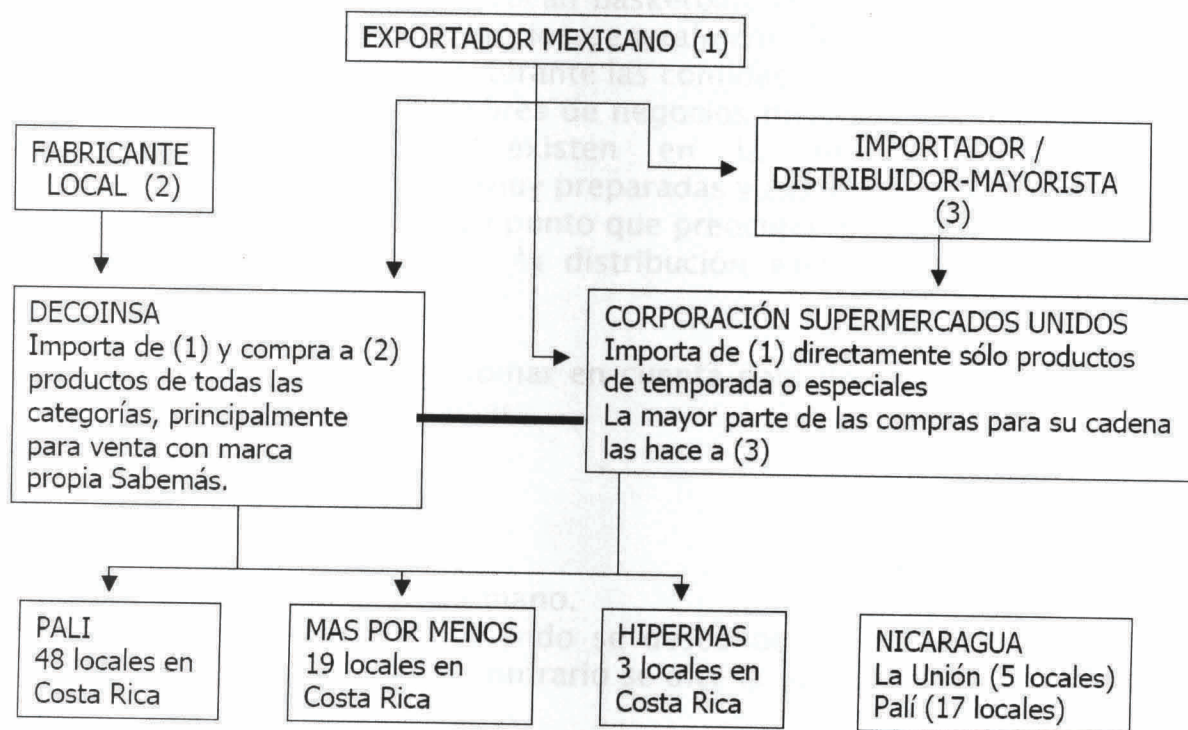 EXPORTADOR MEXICANO (1)
FABRICANTE
LOCAL (2)
IMPORTADOR /
DISTRIBUIDOR-MAYORISTA
(3)
DECOINSA
Importa de (1) y compra a (2)
productos de todas las
categorías, principalmente
para venta con marca
propia Sabemás.
CORPORACIÓN SUPERMERCADOS UNIDOS
Importa de (1) directamente sólo productos
de temporada o especiales
La mayor parte de las compras para su cadena
las hace a (3)
PALI
48 locales en
Costa Rica
MAS POR MENOS
19 locales en
Costa Rica
HIPERMAS
3 locales en
Costa Rica
NICARAGUA
La Unión (5 locales)
Palí (17 locales)